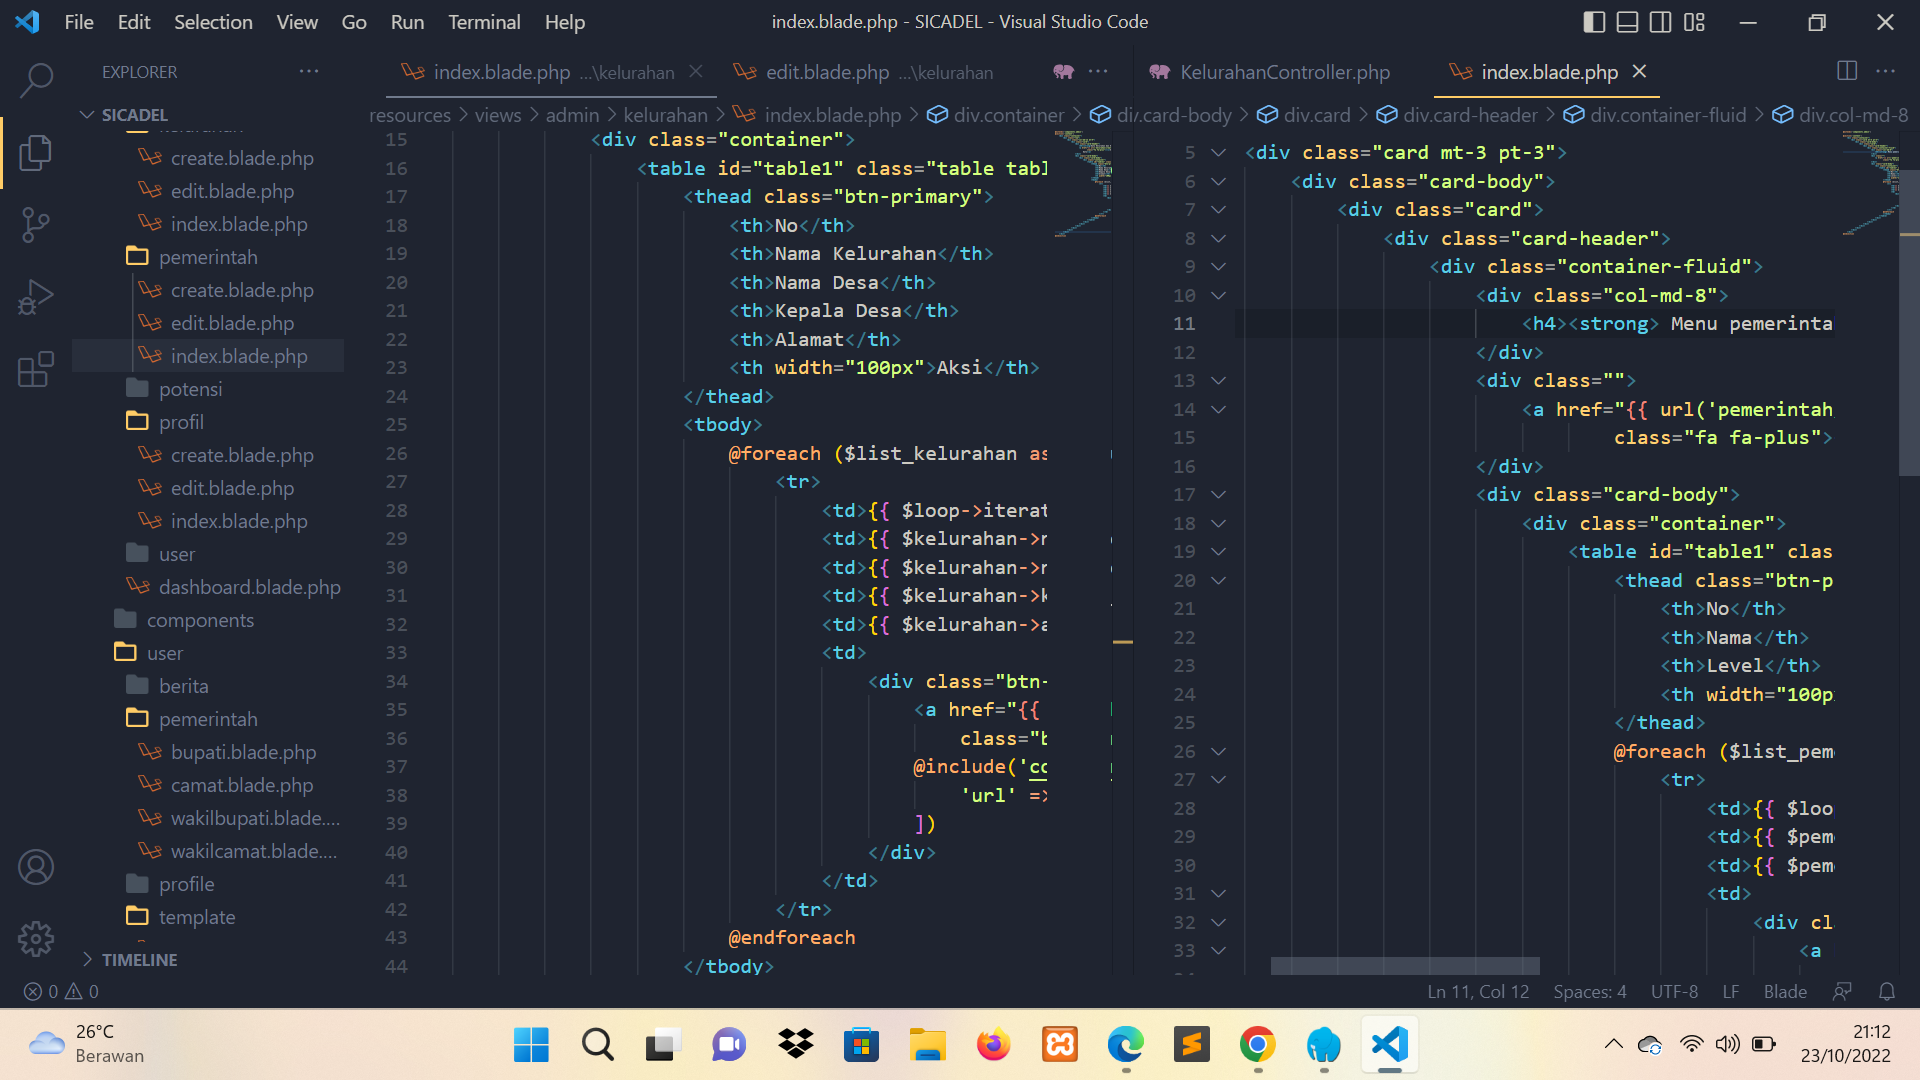 File Edit Selection View Go Run Terminal Help
index.blade.php - SICADEL - Visual Studio Code
EXPLORER
SICADEL
create.blade.php
edit.blade.php
index.blade.php
pemerintah
create.blade.php
edit.blade.php
index.blade.php
potensi
profil
create.blade.php
edit.blade.php
index.blade.php
user
dashboard.blade.php
components
user
berita
pemerintah
bupati.blade.php
camat.blade.php
wakilbupati.blade....
wakilcamat.blade....
profile
template
TIMELINE
index.blade.php ...\kelurahan
edit.blade.php ...\kelurahan
KelurahanController.php
index.blade.php
resources > views > admin > kelurahan > index.blade.php > div.container > div.card-body > div.card > div.card-header > div.container-fluid > div.col-md-8
15 <div class="container">
16 <table id="table1" class="table tabl
17 <thead class="btn-primary">
18 <th>No</th>
19 <th>Nama Kelurahan</th>
20 <th>Nama Desa</th>
21 <th>Kepala Desa</th>
22 <th>Alamat</th>
23 <th width="100px">Aksi</th>
24 </thead>
25 <tbody>
26 @foreach ($list_kelurahan as
27 <tr>
28 <td>{{ $loop->iterat
29 <td>{{ $kelurahan->
30 <td>{{ $kelurahan->
31 <td>{{ $kelurahan->k
32 <td>{{ $kelurahan->a
33 <td>
34 <div class="btn-
35 <a href="{{
36 class="b
37 @include('co
38 'url' =>
39 ])
40 </div>
41 </td>
42 </tr>
43 @endforeach
44 </tbody>
5 <div class="card mt-3 pt-3">
6 <div class="card-body">
7 <div class="card">
8 <div class="card-header">
9 <div class="container-fluid">
10 <div class="col-md-8">
11 <h4><strong> Menu pemerinta
12 </div>
13 <div class="">
14 <a href="{{ url('pemerintah
15 class="fa fa-plus">
16 </div>
17 <div class="card-body">
18 <div class="container">
19 <table id="table1" clas
20 <thead class="btn-p
21 <th>No</th>
22 <th>Nama</th>
23 <th>Level</th>
24 <th width="100p
25 </thead>
26 @foreach ($list_pem
27 <tr>
28 <td>{{ $loo
29 <td>{{ $pem
30 <td>{{ $pem
31 <td>
32 <div cl
33 <a
0 0
Ln 11, Col 12 Spaces: 4 UTF-8 LF Blade
26°C
Berawan
21:12
23/10/2022